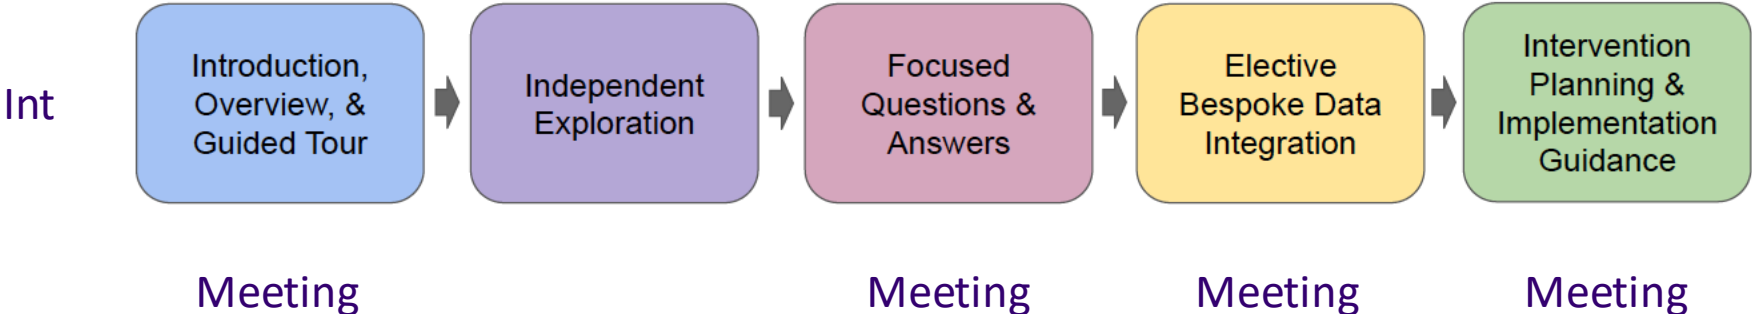 Int
Introduction,
Overview, &
Guided Tour
Independent
Exploration
Focused
Questions &
Answers
Elective
Bespoke Data
Integration
Intervention
Planning &
Implementation
Guidance
Meeting
Meeting
Meeting
Meeting